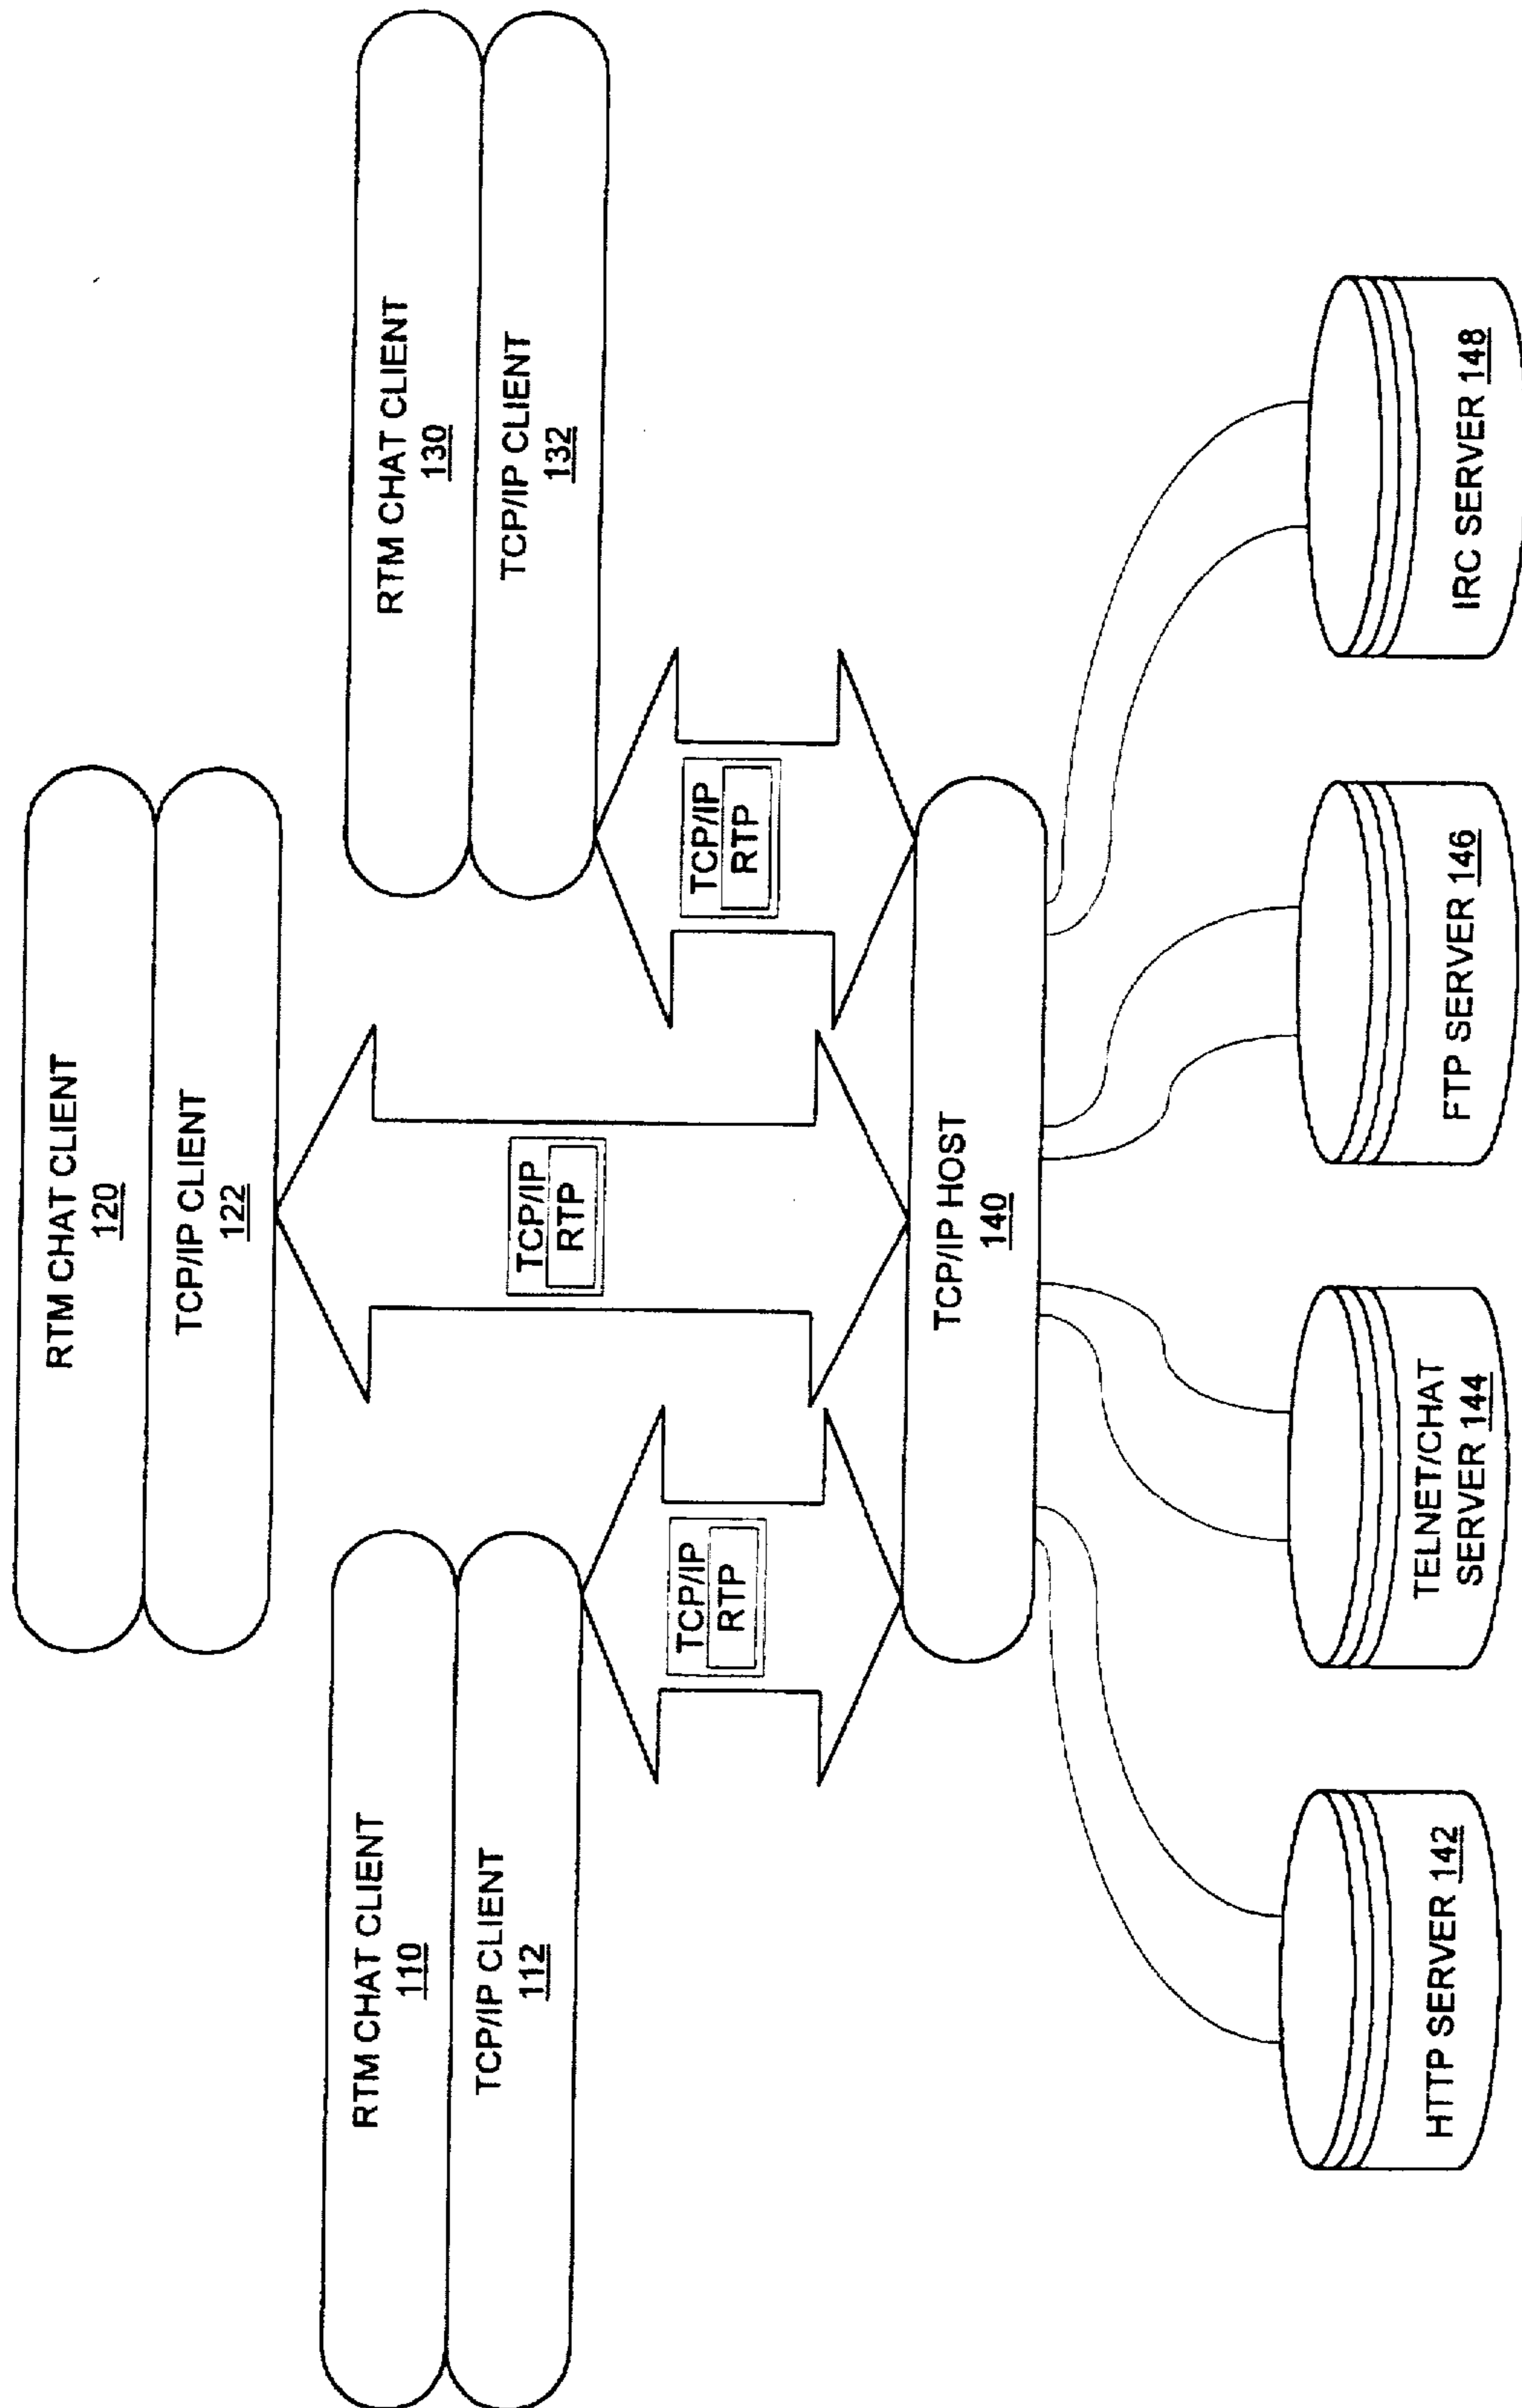 RTM CHAT CLIENT
120
TCP/IP CLIENT
122
RTM CHAT CLIENT
110
TCP/IP CLIENT
112
RTM CHAT CLIENT
130
TCP/IP CLIENT
132
TCP/IP
RTP
TCP/IP
RTP
TCP/IP
RTP
TCP/IP HOST
140
HTTP SERVER 142
TELNET/CHAT
SERVER 144
FTP SERVER 146
IRC SERVER 148